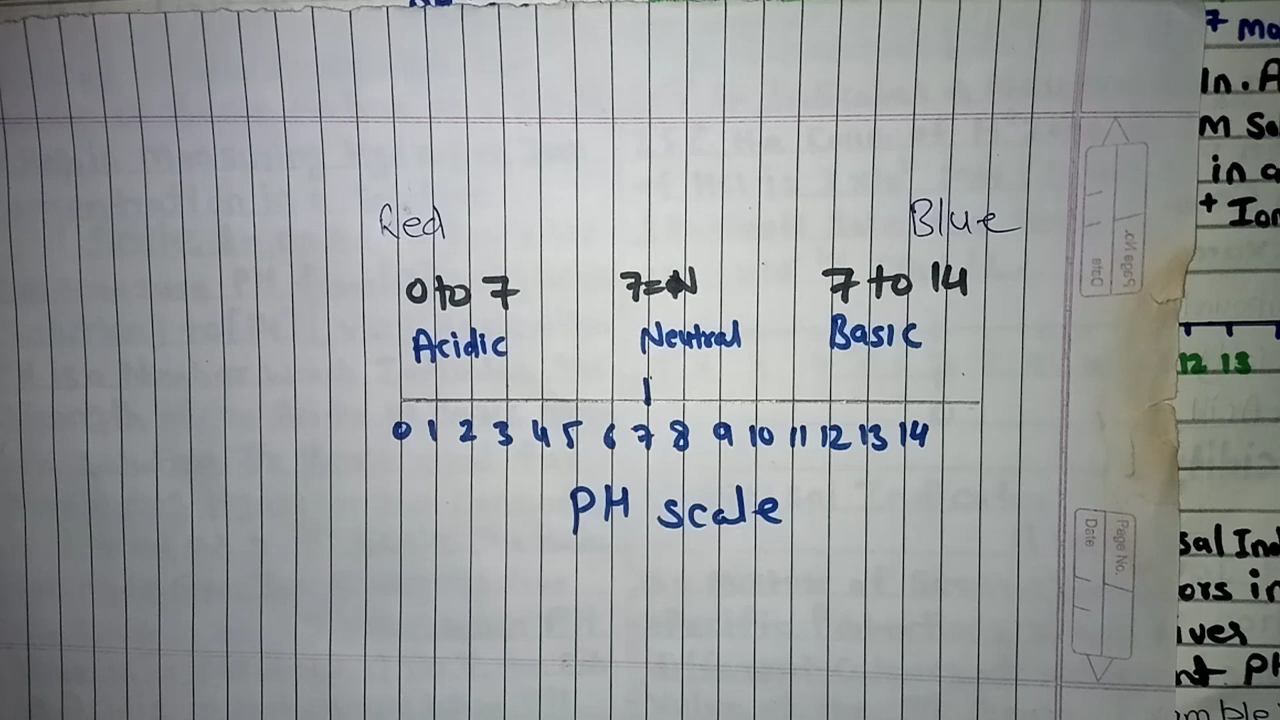 Red Blue
0 to 7 7=N 7 to 14
Acidic Neutral Basic
0 1 2 3 4 5 6 7 8 9 10 11 12 13 14
PH scale
Page No.
Date
Page No.
Date
7
In. A
in a
+ Ion
12 13
sal Ind
ors in
ives
nt PH